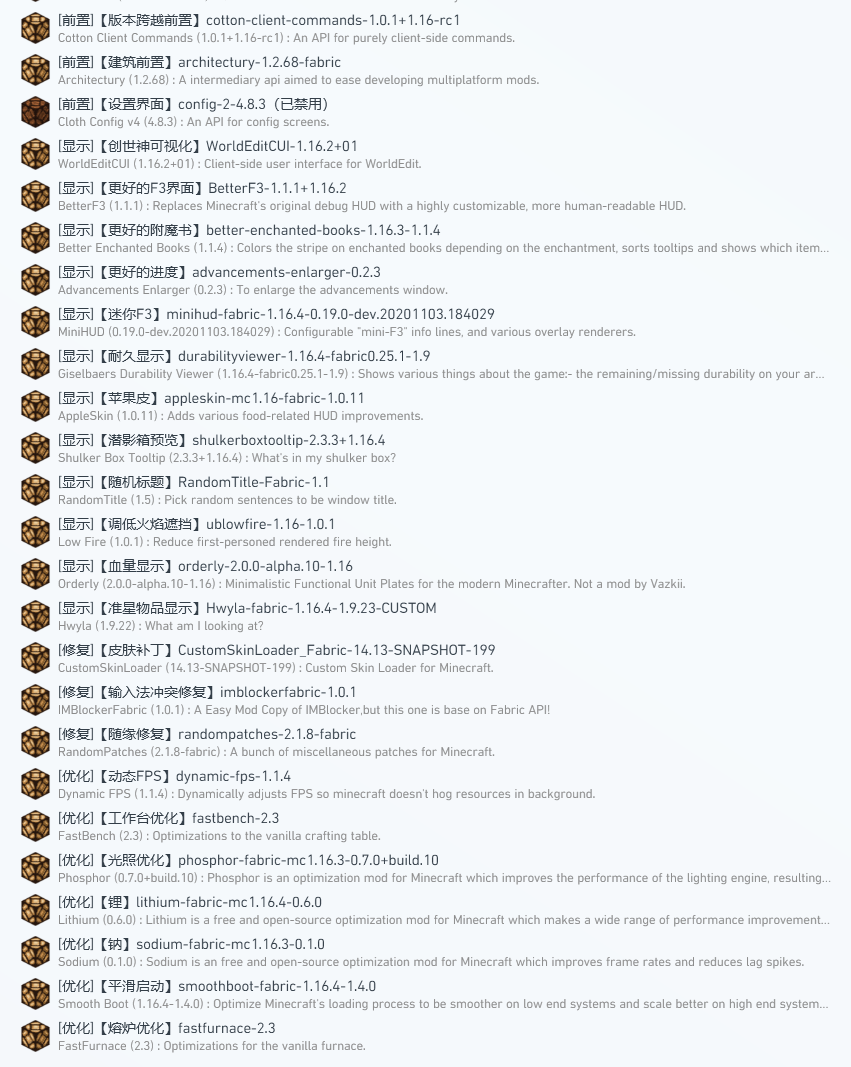 [前置]【版本跨越前置】cotton-client-commands-1.0.1+1.16-rc1
Cotton Client Commands (1.0.1+1.16-rc1) : An API for purely client-side commands.
[前置]【建筑前置】architectury-1.2.68-fabric
Architectury (1.2.68) : A intermediary api aimed to ease developing multiplatform mods.
[前置]【设置界面】config-2-4.8.3（已禁用）
Cloth Config v4 (4.8.3) : An API for config screens.
[显示]【创世神可视化】WorldEditCUI-1.16.2+01
WorldEditCUI (1.16.2+01) : Client-side user interface for WorldEdit.
[显示]【更好的F3界面】BetterF3-1.1.1+1.16.2
BetterF3 (1.1.1) : Replaces Minecraft's original debug HUD with a highly customizable, more human-readable HUD.
[显示]【更好的附魔书】better-enchanted-books-1.16.3-1.1.4
Better Enchanted Books (1.1.4) : Colors the stripe on enchanted books depending on the enchantment, sorts tooltips and shows which item...
[显示]【更好的进度】advancements-enlarger-0.2.3
Advancements Enlarger (0.2.3) : To enlarge the advancements window.
[显示]【迷你F3】minihud-fabric-1.16.4-0.19.0-dev.20201103.184029
MiniHUD (0.19.0-dev.20201103.184029) : Configurable "mini-F3" info lines, and various overlay renderers.
[显示]【耐久显示】durabilityviewer-1.16.4-fabric0.25.1-1.9
Giselbaers Durability Viewer (1.16.4-fabric0.25.1-1.9) : Shows various things about the game:- the remaining/missing durability on your ar...
[显示]【苹果皮】appleskin-mc1.16-fabric-1.0.11
AppleSkin (1.0.11) : Adds various food-related HUD improvements.
[显示]【潜影箱预览】shulkerboxtooltip-2.3.3+1.16.4
Shulker Box Tooltip (2.3.3+1.16.4) : What's in my shulker box?
[显示]【随机标题】RandomTitle-Fabric-1.1
RandomTitle (1.5) : Pick random sentences to be window title.
[显示]【调低火焰遮挡】ublowfire-1.16-1.0.1
Low Fire (1.0.1) : Reduce first-personed rendered fire height.
[显示]【血量显示】orderly-2.0.0-alpha.10-1.16
Orderly (2.0.0-alpha.10-1.16) : Minimalistic Functional Unit Plates for the modern Minecrafter. Not a mod by Vazkii.
[显示]【准星物品显示】Hwyla-fabric-1.16.4-1.9.23-CUSTOM
Hwyla (1.9.22) : What am I looking at?
[修复]【皮肤补丁】CustomSkinLoader_Fabric-14.13-SNAPSHOT-199
CustomSkinLoader (14.13-SNAPSHOT-199) : Custom Skin Loader for Minecraft.
[修复]【输入法冲突修复】imblockerfabric-1.0.1
IMBlockerFabric (1.0.1) : A Easy Mod Copy of IMBlocker,but this one is base on Fabric API!
[修复]【随缘修复】randompatches-2.1.8-fabric
RandomPatches (2.1.8-fabric) : A bunch of miscellaneous patches for Minecraft.
[优化]【动态FPS】dynamic-fps-1.1.4
Dynamic FPS (1.1.4) : Dynamically adjusts FPS so minecraft doesn't hog resources in background.
[优化]【工作台优化】fastbench-2.3
FastBench (2.3) : Optimizations to the vanilla crafting table.
[优化]【光照优化】phosphor-fabric-mc1.16.3-0.7.0+build.10
Phosphor (0.7.0+build.10) : Phosphor is an optimization mod for Minecraft which improves the performance of the lighting engine, resulting...
[优化]【锂】lithium-fabric-mc1.16.4-0.6.0
Lithium (0.6.0) : Lithium is a free and open-source optimization mod for Minecraft which makes a wide range of performance improvement...
[优化]【钠】sodium-fabric-mc1.16.3-0.1.0
Sodium (0.1.0) : Sodium is an free and open-source optimization mod for Minecraft which improves frame rates and reduces lag spikes.
[优化]【平滑启动】smoothboot-fabric-1.16.4-1.4.0
Smooth Boot (1.16.4-1.4.0) : Optimize Minecraft's loading process to be smoother on low end systems and scale better on high end system...
[优化]【熔炉优化】fastfurnace-2.3
FastFurnace (2.3) : Optimizations for the vanilla furnace.